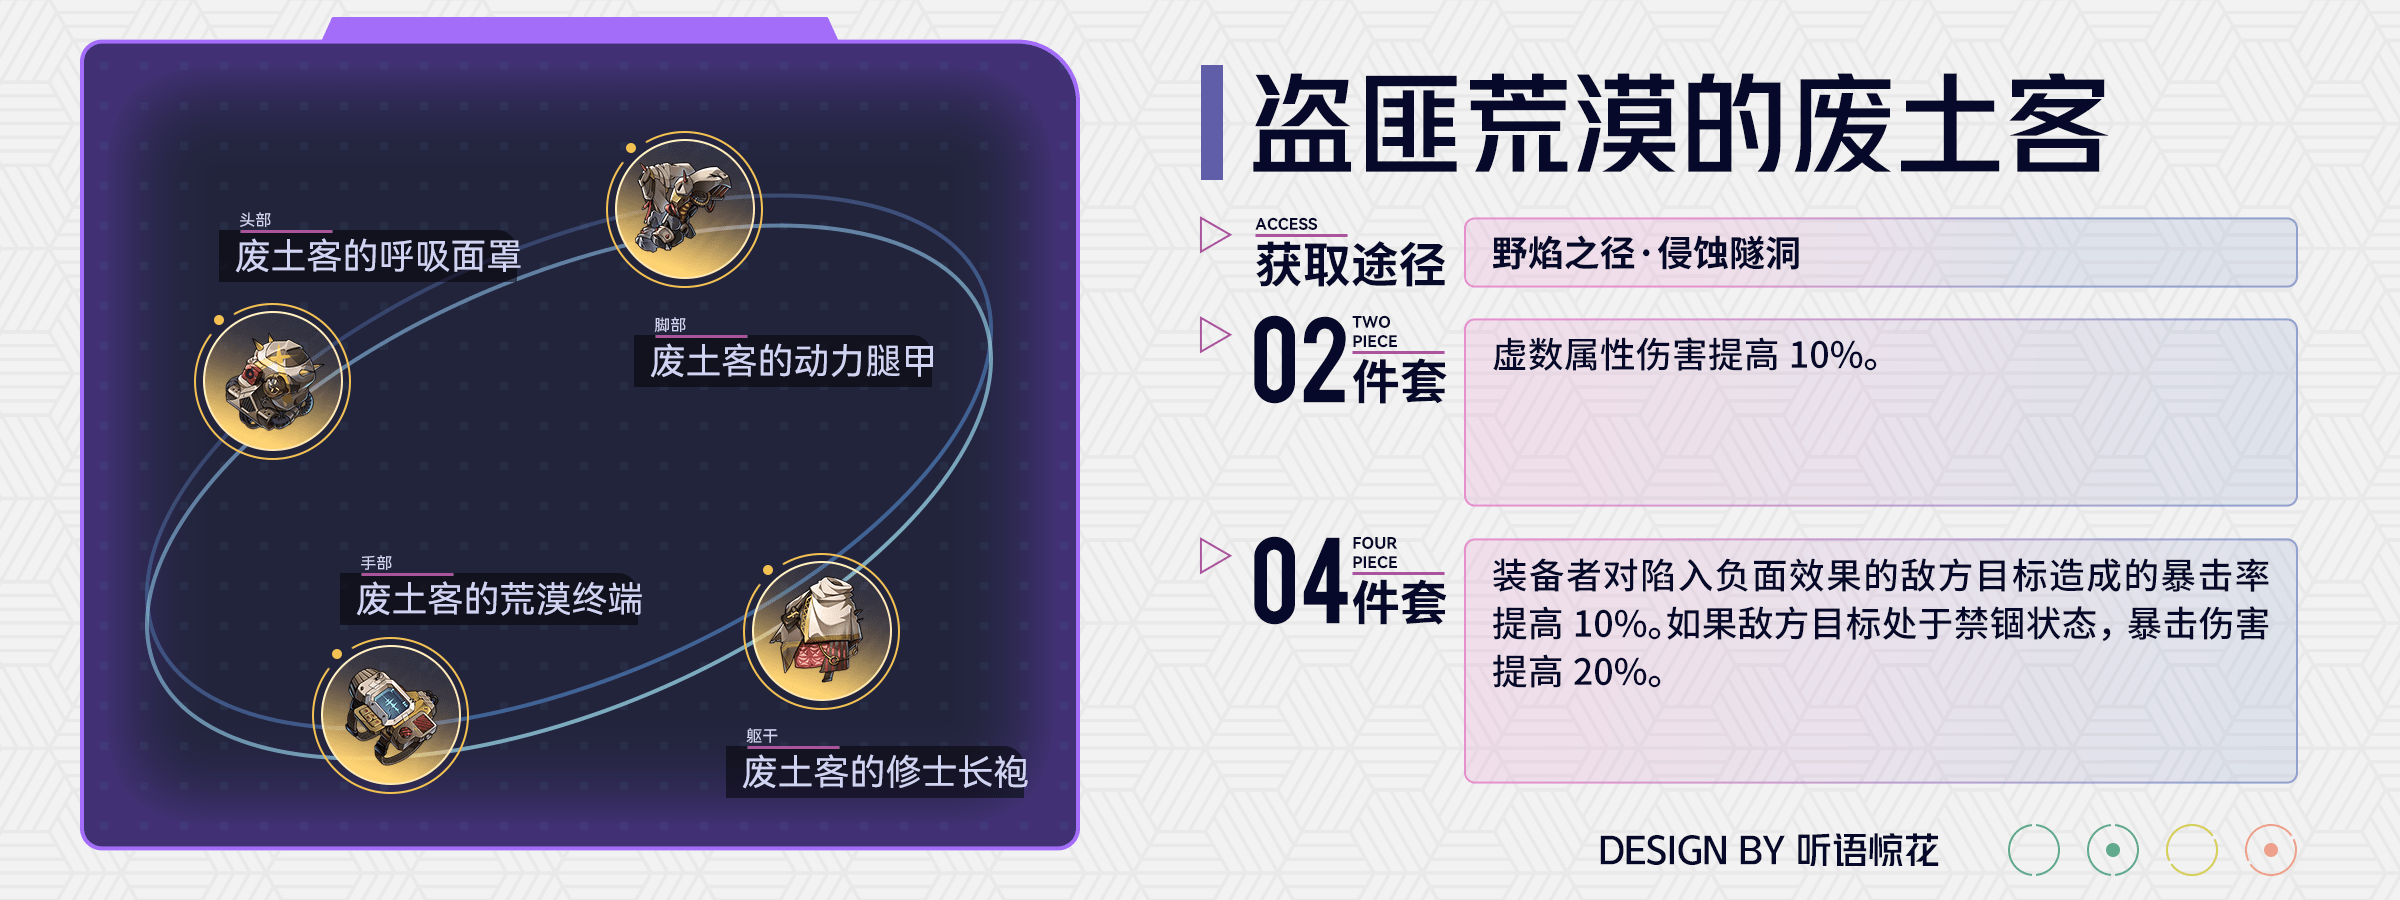 头部
废土客的呼吸面罩
脚部
废土客的动力腿甲
手部
废土客的荒漠终端
躯干
废土客的修士长袍
盗匪荒漠的废土客
ACCESS
获取途径
野焰之径·侵蚀隧洞
02
TWO
PIECE
件套
虚数属性伤害提高 10%。
04
FOUR
PIECE
件套
装备者对陷入负面效果的敌方目标造成的暴击率
提高 10%。如果敌方目标处于禁锢状态，暴击伤害
提高 20%。
DESIGN BY 听语惊花